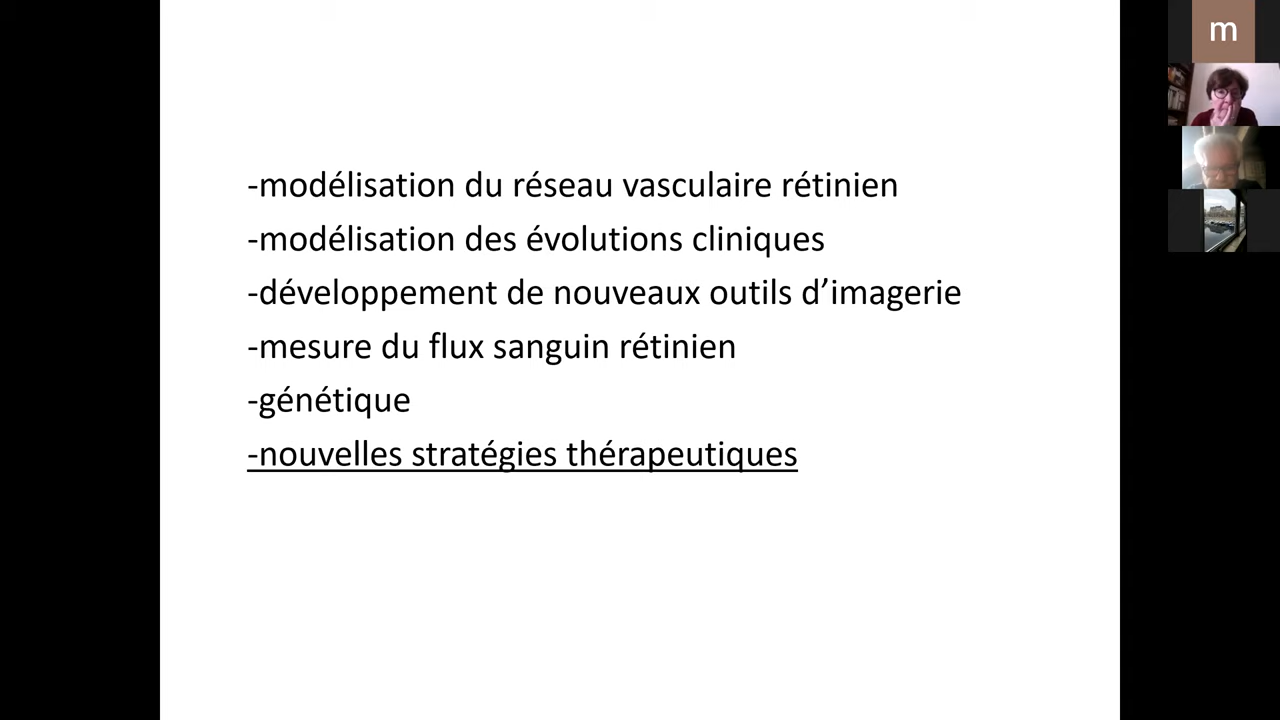 -modélisation du réseau vasculaire rétinien
-modélisation des évolutions cliniques
-développement de nouveaux outils d’imagerie
-mesure du flux sanguin rétinien
-génétique
-nouvelles stratégies thérapeutiques
m